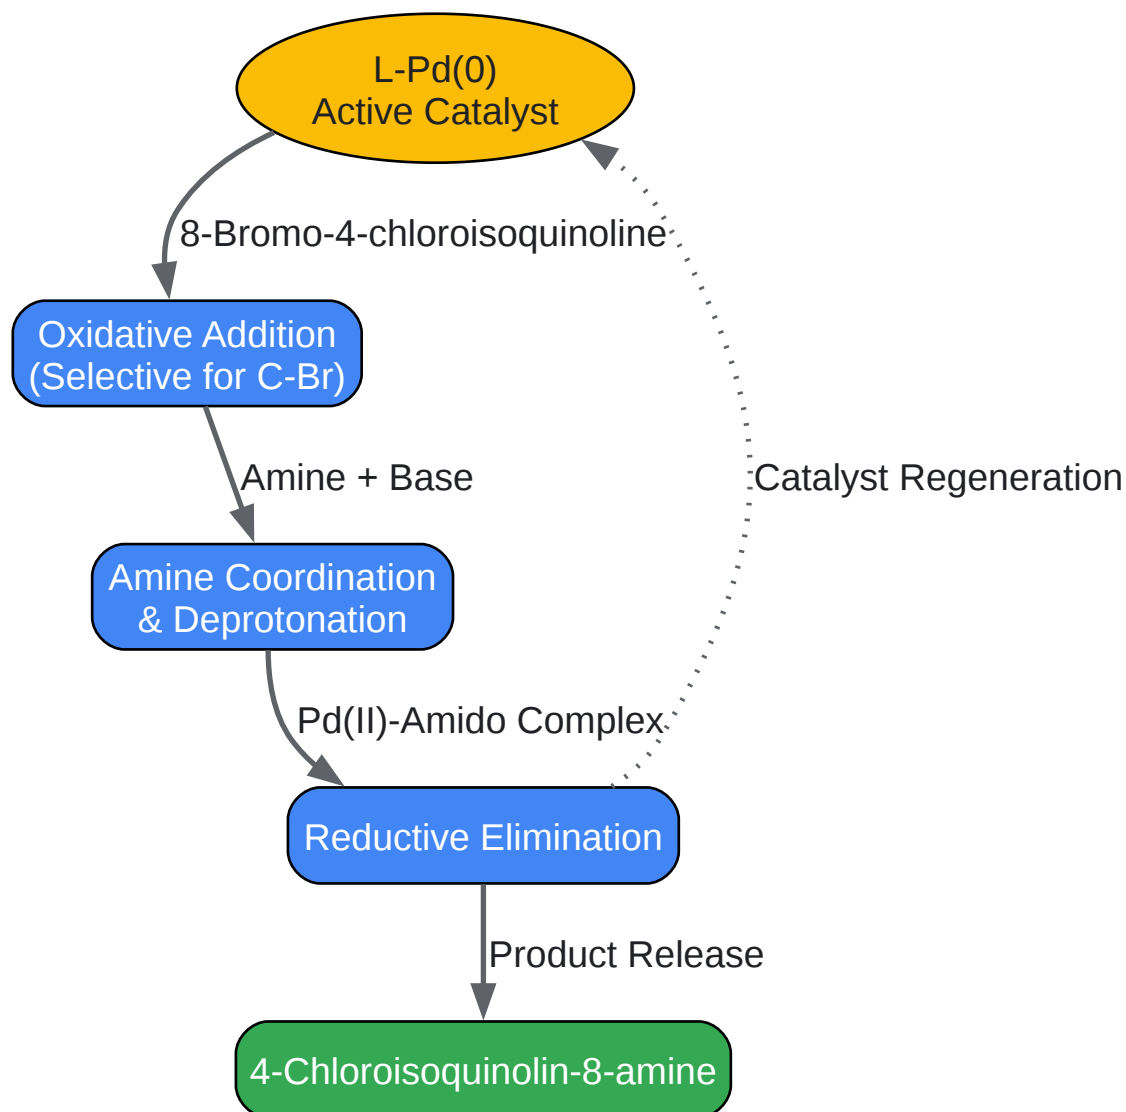 L-Pd(0)
Active Catalyst
8-Bromo-4-chloroisoquinoline
Oxidative Addition
(Selective for C-Br)
Amine + Base
Catalyst Regeneration
Amine Coordination
& Deprotonation
Pd(II)-Amido Complex
Reductive Elimination
Product Release
4-Chloroisoquinolin-8-amine